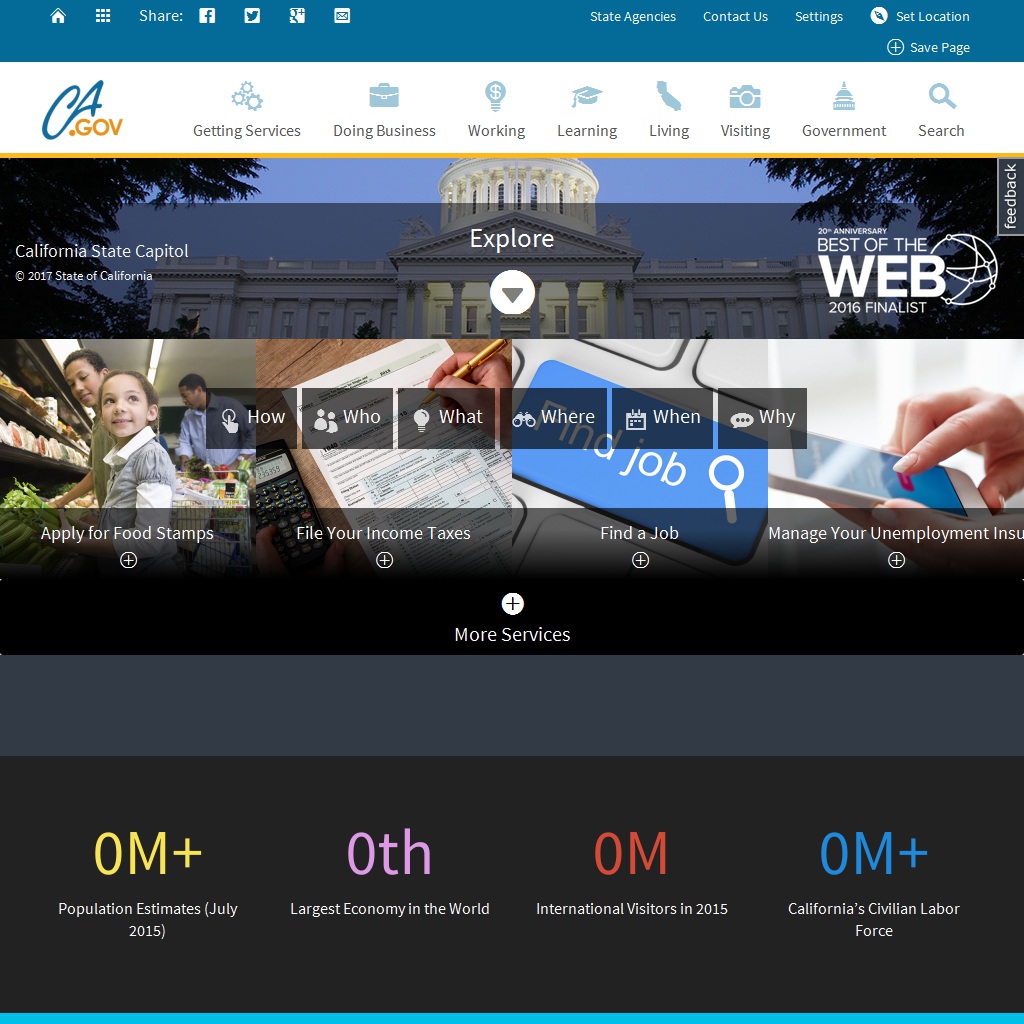 Share:
State Agencies
Contact Us
Settings
Set Location
Save Page
CA.GOV
Getting Services
Doing Business
Working
Learning
Living
Visiting
Government
Search
feedback
Explore
California State Capitol
© 2017 State of California
20th ANNIVERSARY
BEST OF THE
WEB
2016 FINALIST
How
Who
What
Where
When
Why
Find job
Apply for Food Stamps
File Your Income Taxes
Find a Job
Manage Your Unemployment Insu
More Services
0M+
Population Estimates (July
2015)
0th
Largest Economy in the World
0M
International Visitors in 2015
0M+
California's Civilian Labor
Force